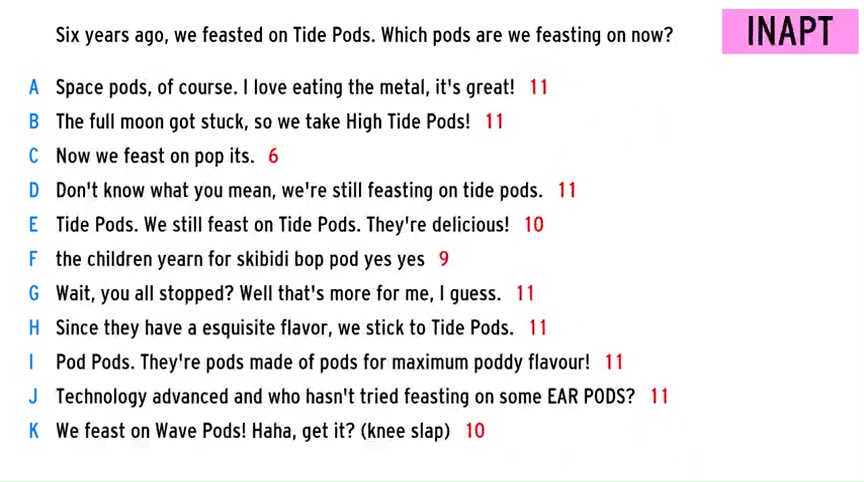 Six years ago, we feasted on Tide Pods. Which pods are we feasting on now?
INAPT
A Space pods, of course. I love eating the metal, it's great! 11
B The full moon got stuck, so we take High Tide Pods! 11
C Now we feast on pop its. 6
D Don't know what you mean, we're still feasting on tide pods. 11
E Tide Pods. We still feast on Tide Pods. They're delicious! 10
F the children yearn for skibidi bop pod yes yes 9
G Wait, you all stopped? Well that's more for me, I guess. 11
H Since they have a esquisite flavor, we stick to Tide Pods. 11
I Pod Pods. They're pods made of pods for maximum poddy flavour! 11
J Technology advanced and who hasn't tried feasting on some EAR PODS? 11
K We feast on Wave Pods! Haha, get it? (knee slap) 10